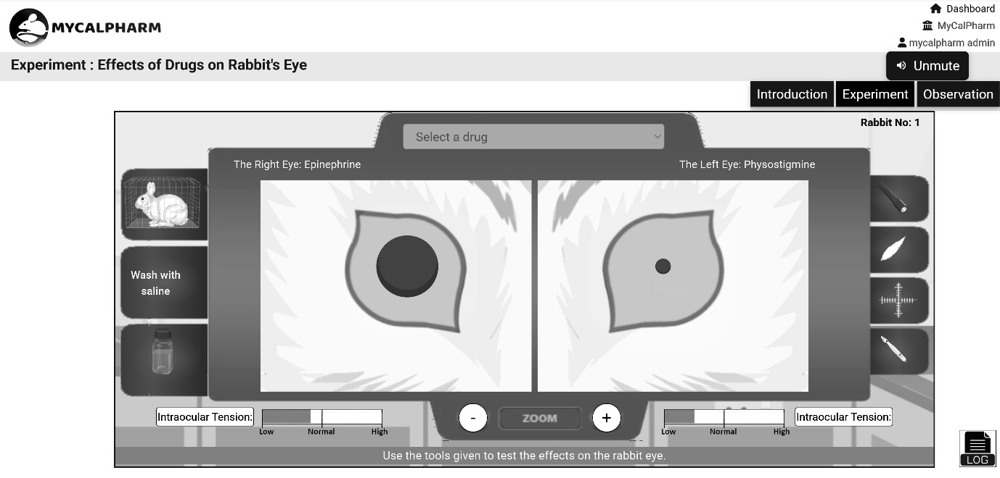 MYCALPHARM
Dashboard
MyCalPharm
mycalpharm admin
Experiment : Effects of Drugs on Rabbit's Eye
Unmute
Introduction
Experiment
Observation
Rabbit No: 1
Select a drug
The Right Eye: Epinephrine
The Left Eye: Physostigmine
Wash with
saline
Intraocular Tension:
Low
Normal
High
-
ZOOM
+
Low
Normal
High
Intraocular Tension:
Use the tools given to test the effects on the rabbit eye.
LOG